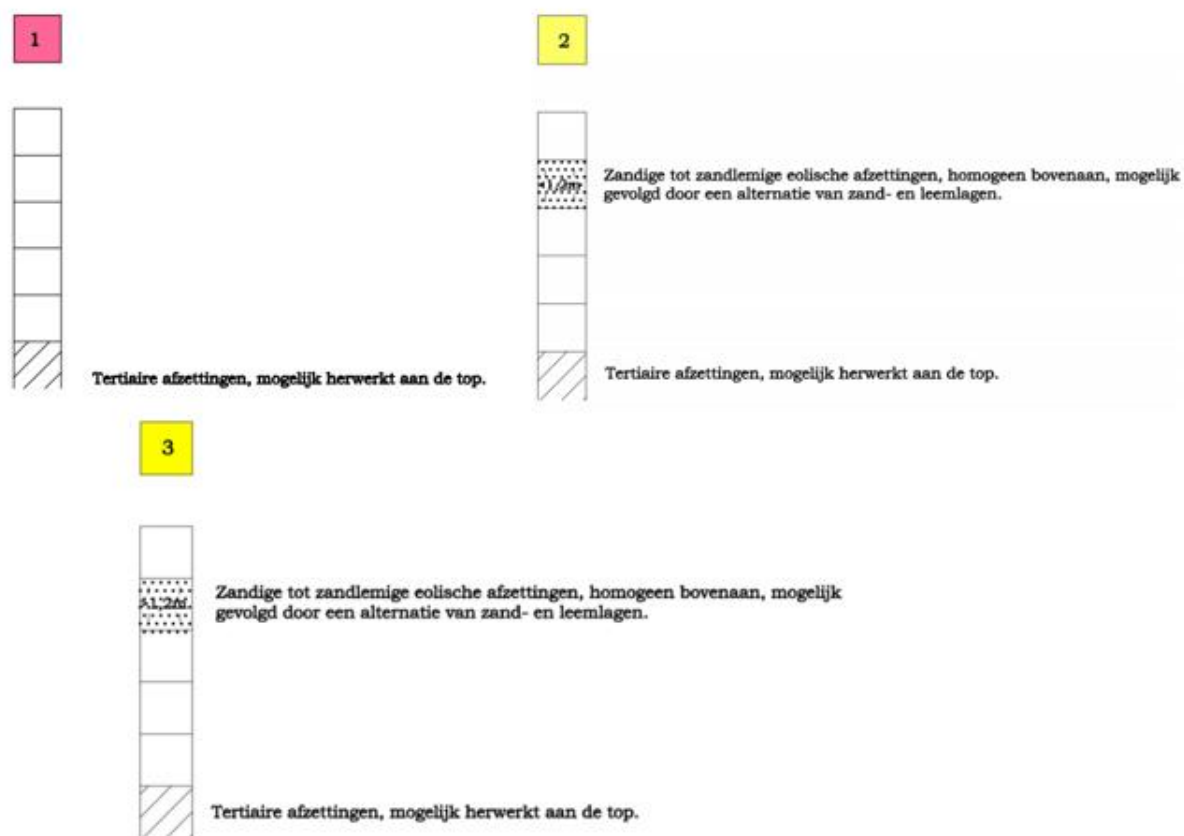 1
2
Zandige tot zandlemige eolische afzettingen, homogeen bovenaan, mogelijk
gevolgd door een alternatie van zand- en leemlagen.
Tertiaire afzettingen, mogelijk herwerkt aan de top.
Tertiaire afzettingen, mogelijk herwerkt aan de top.
3
Zandige tot zandlemige eolische afzettingen, homogeen bovenaan, mogelijk
gevolgd door een alternatie van zand- en leemlagen.
Tertiaire afzettingen, mogelijk herwerkt aan de top.